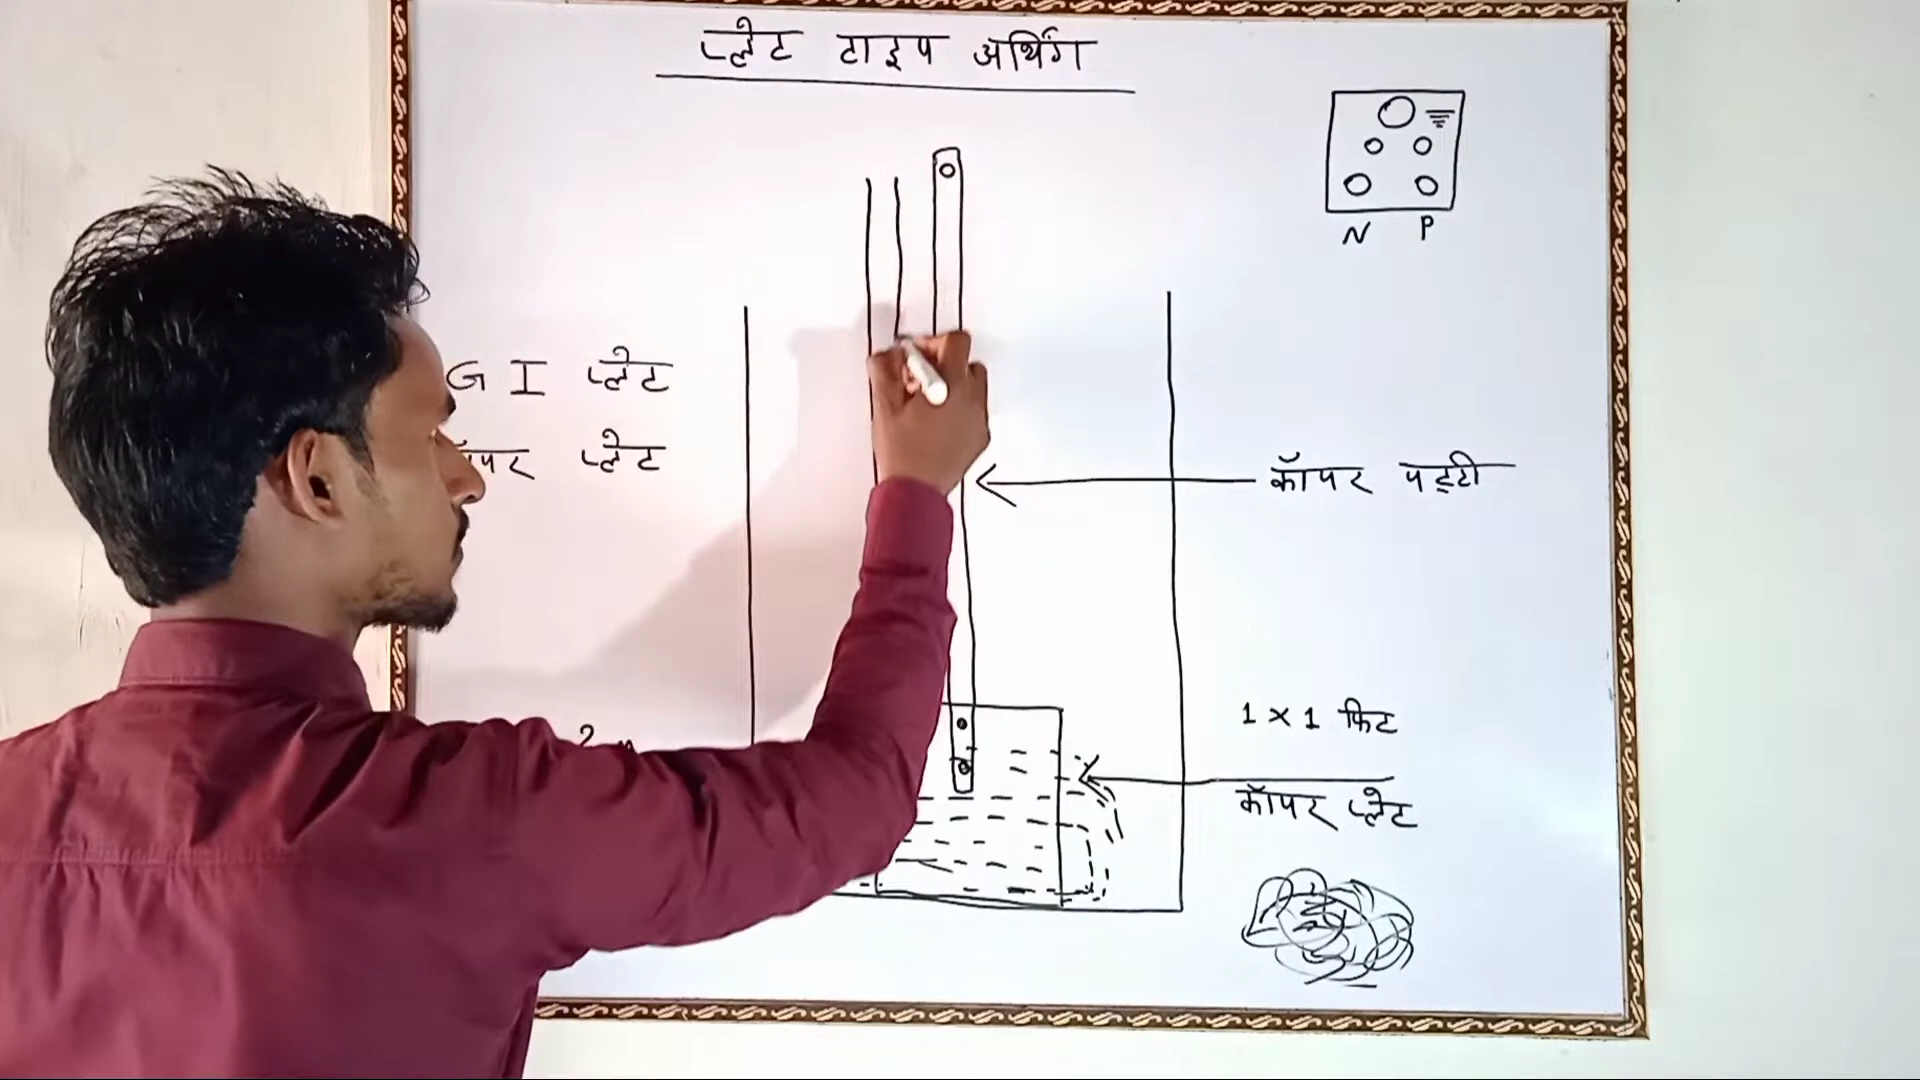 प्लेट टाइप अर्थिंग
N P
G I प्लेट
प्लेट
कॉपर पट्टी
1 x 1 फिट
कॉपर प्लेट